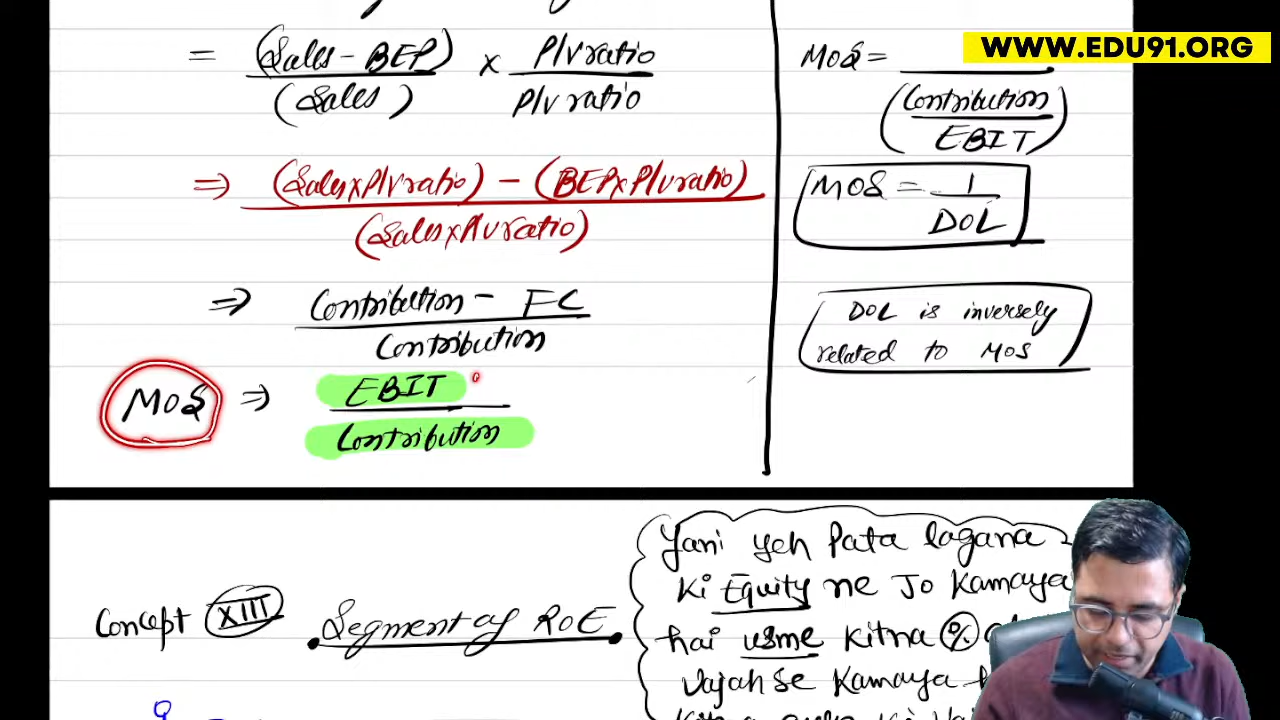 WWW.EDU91.ORG
= (Sales - BEP) / (Sales) × P/v ratio / P/v ratio
⇒ (Sales x P/v ratio) - (BEP x P/v ratio) / (Sales x P/v ratio)
⇒ Contribution - FC / Contribution
MOS ⇒ EBIT / Contribution
MOS =
(Contribution / EBIT)
MOS = 1 / DOL
DOL is inversely
related to MOS
Concept XIII Segment of ROE
Yani yeh Pata lagana
Ki Equity ne Jo Kamaya
hai usme Kitna %
Vajah Se Kamaya